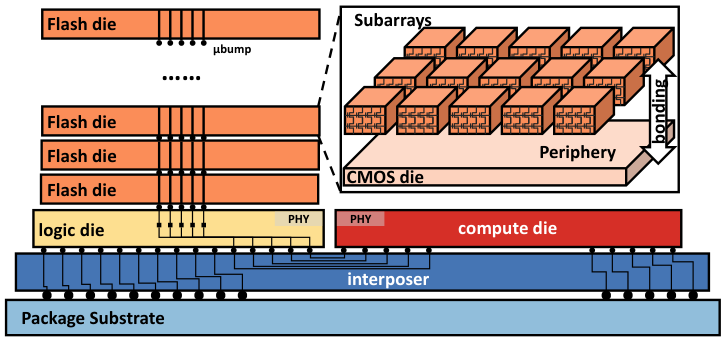 Flash die
μbump
......
Flash die
Flash die
Flash die
Subarrays
bonding
Periphery
CMOS die
logic die
PHY
PHY
compute die
interposer
Package Substrate